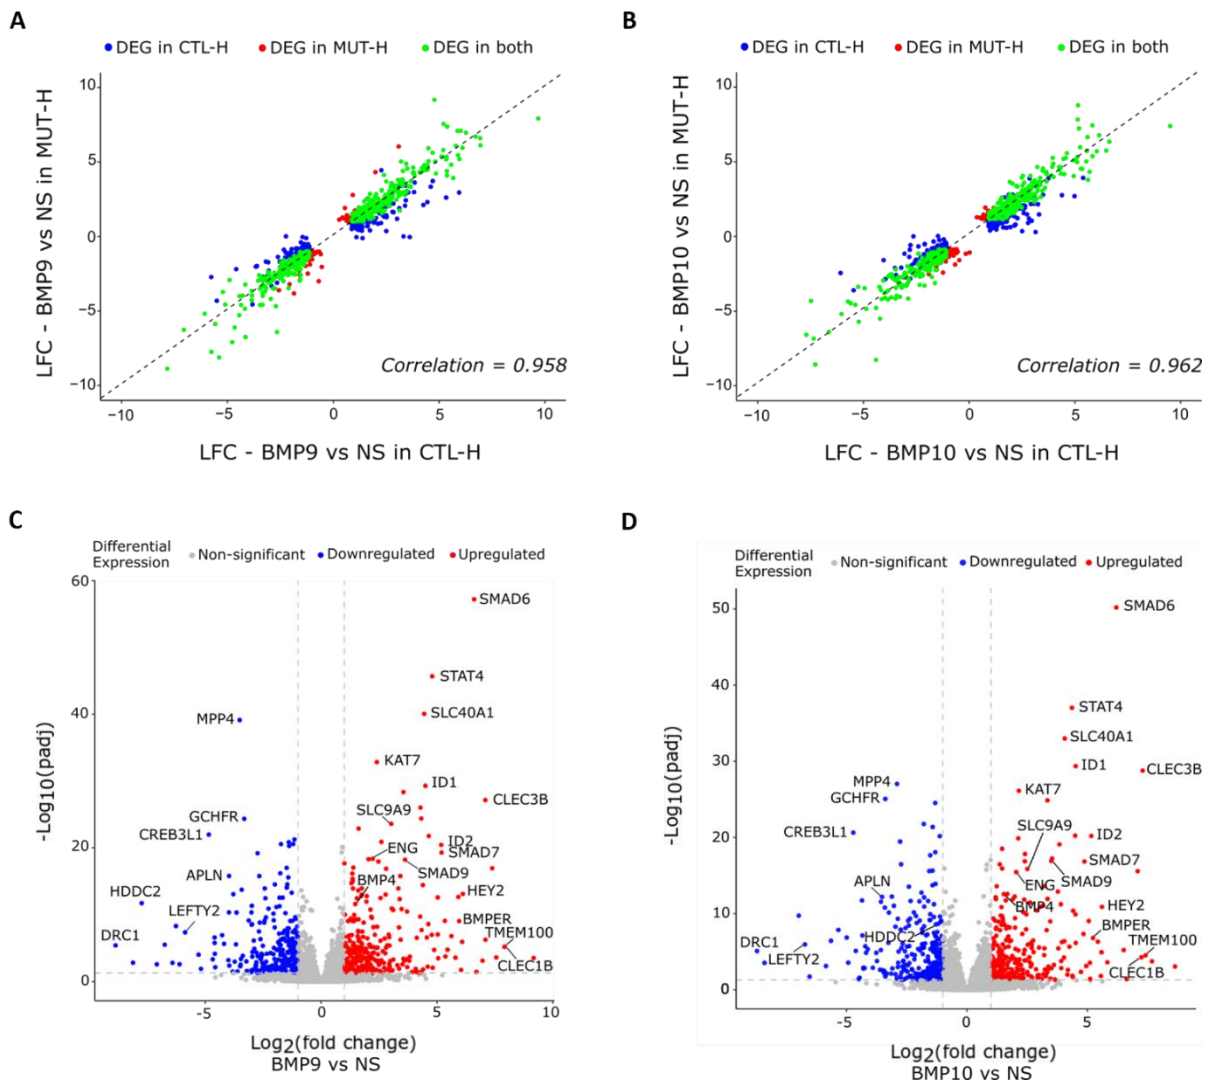 A
DEG in CTL-H DEG in MUT-H DEG in both
LFC - BMP9 vs NS in MUT-H
10
5
0
−5
−10
Correlation = 0.958
−10 −5 0 5 10
LFC - BMP9 vs NS in CTL-H
B
DEG in CTL-H DEG in MUT-H DEG in both
LFC - BMP10 vs NS in MUT-H
10
5
0
−5
−10
Correlation = 0.962
−10 −5 0 5 10
LFC - BMP10 vs NS in CTL-H
C
Differential
Expression Non-significant Downregulated Upregulated
-Log10(padj)
60
40
20
0
SMAD6
STAT4
MPP4
SLC40A1
KAT7
ID1
CLEC3B
GCHFR
SLC9A9
CREB3L1
ID2
ENG
SMAD7
APLN
SMAD9
BMP4
HDDC2
HEY2
LEFTY2
BMPER
DRC1
TMEM100
CLEC1B
-5 0 5 10
Log2(fold change)
BMP9 vs NS
D
Differential
Expression Non-significant Downregulated Upregulated
-Log10(padj)
50
40
30
20
10
0
SMAD6
STAT4
SLC40A1
ID1
CLEC3B
MPP4
KAT7
GCHFR
SLC9A9
CREB3L1
ID2
SMAD7
APLN
SMAD9
ENG
BMP4
HEY2
HDDC2
BMPER
DRC1
TMEM100
LEFTY2
CLEC1B
-5 0 5
Log2(fold change)
BMP10 vs NS